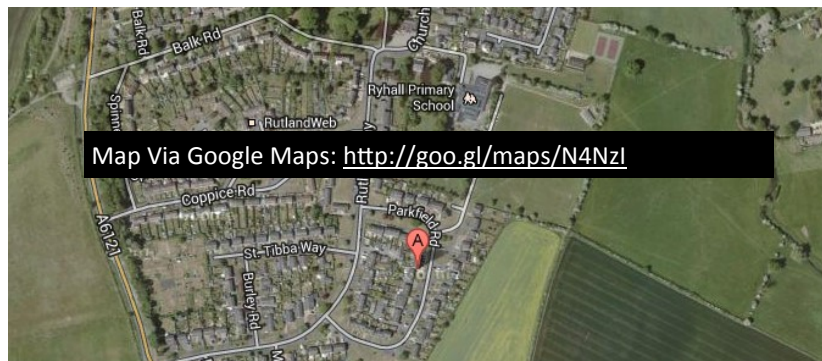 Balk Rd
Balk Rd
Church
Ryhall Primary
School
RutlandWeb
Map Via Google Maps: http://goo.gl/maps/N4NzI
Coppice Rd
Parkfield Rd
A
A6121
St. Tibba Way
Burley Rd